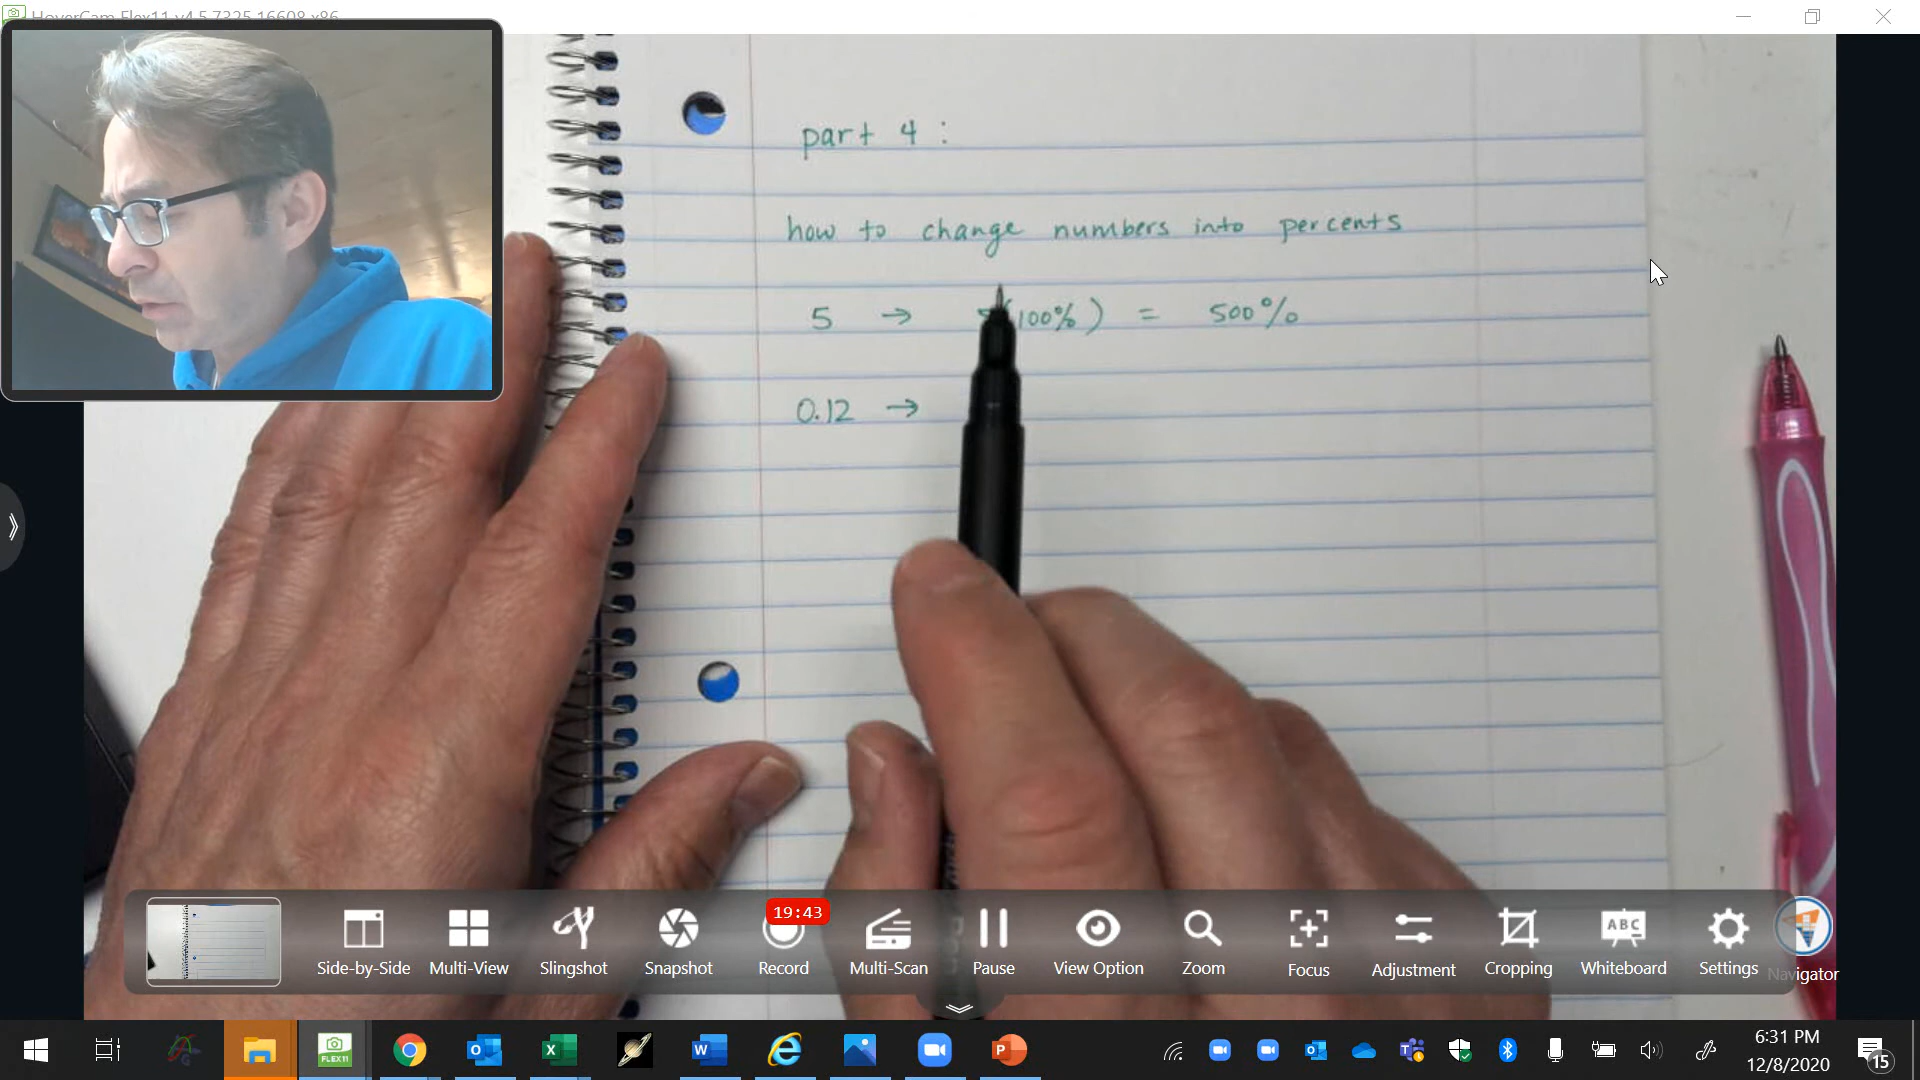 HoverCam Flex11 v4.5.7325.16608 x86
part 4 :
how to change numbers into percents
5 → (100%) = 500%
0.12 →
19:43
Side-by-Side Multi-View Slingshot Snapshot Record Multi-Scan Pause View Option Zoom Focus Adjustment Cropping Whiteboard Settings Navigator
ABC
FLEX11
6:31 PM
12/8/2020
15